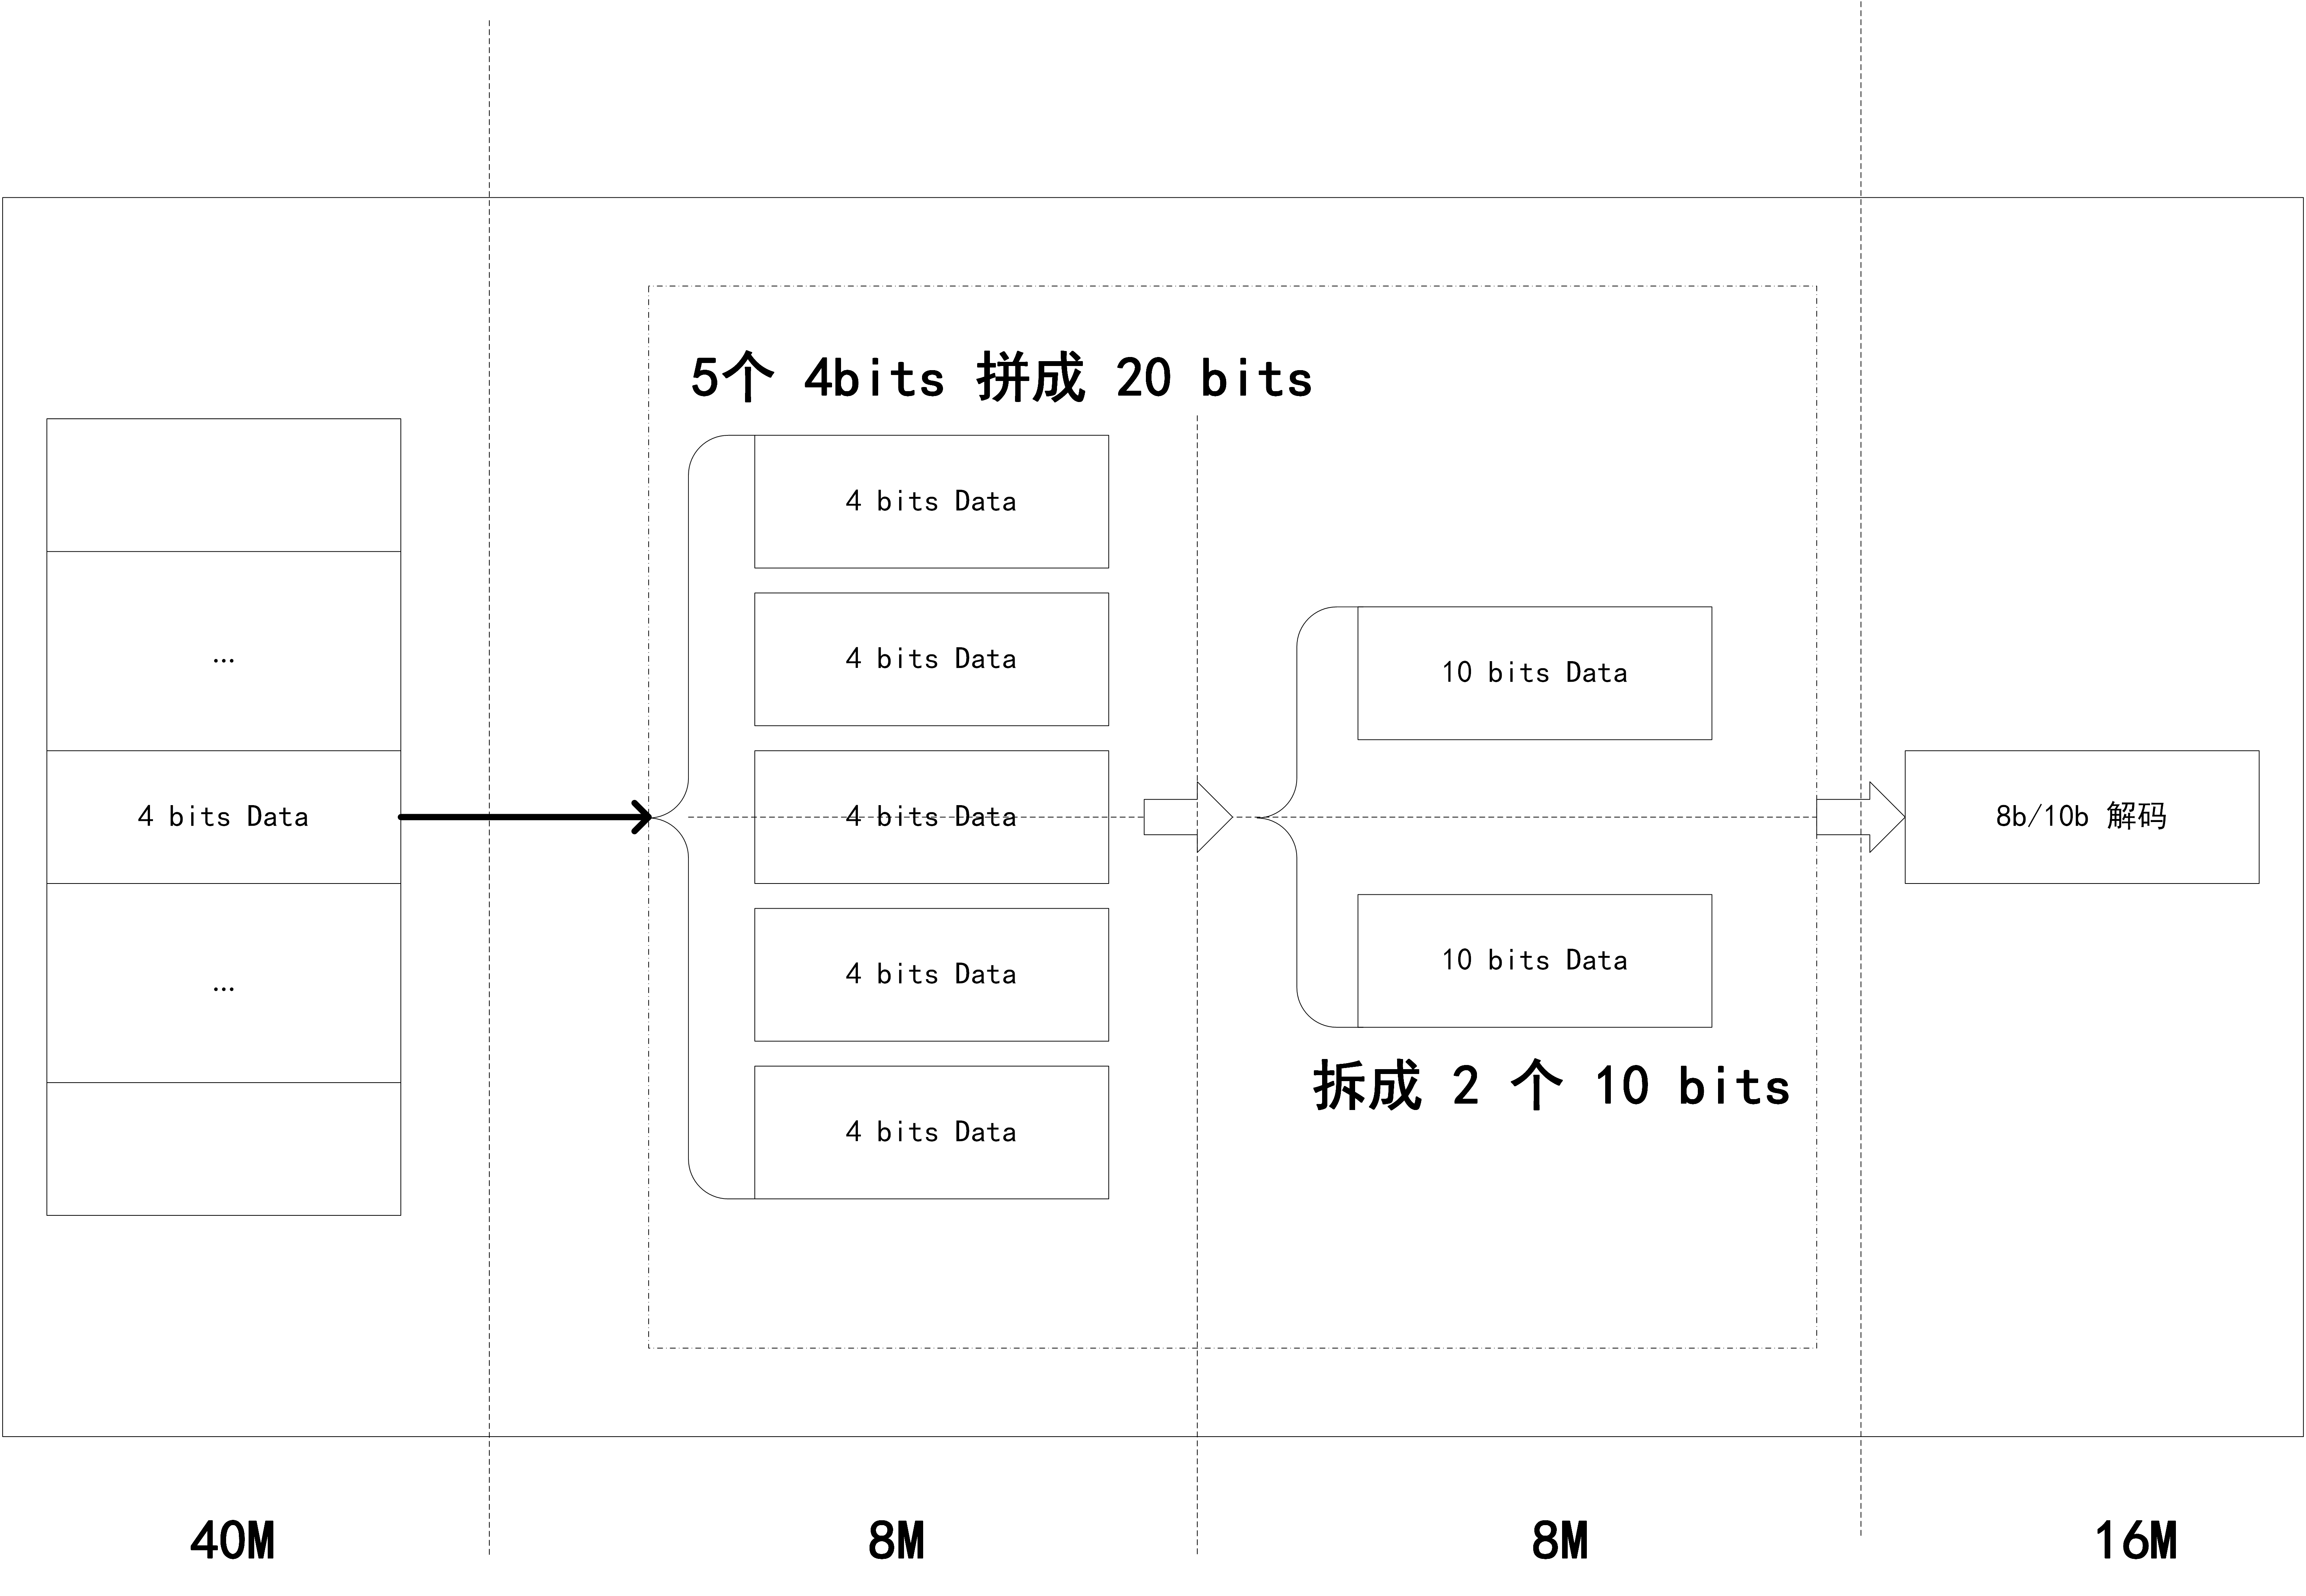 5个 4bits 拼成 20 bits
...
4 bits Data
...
4 bits Data
4 bits Data
4 bits Data
4 bits Data
4 bits Data
10 bits Data
10 bits Data
拆成 2 个 10 bits
8b/10b 解码
40M
8M
8M
16M